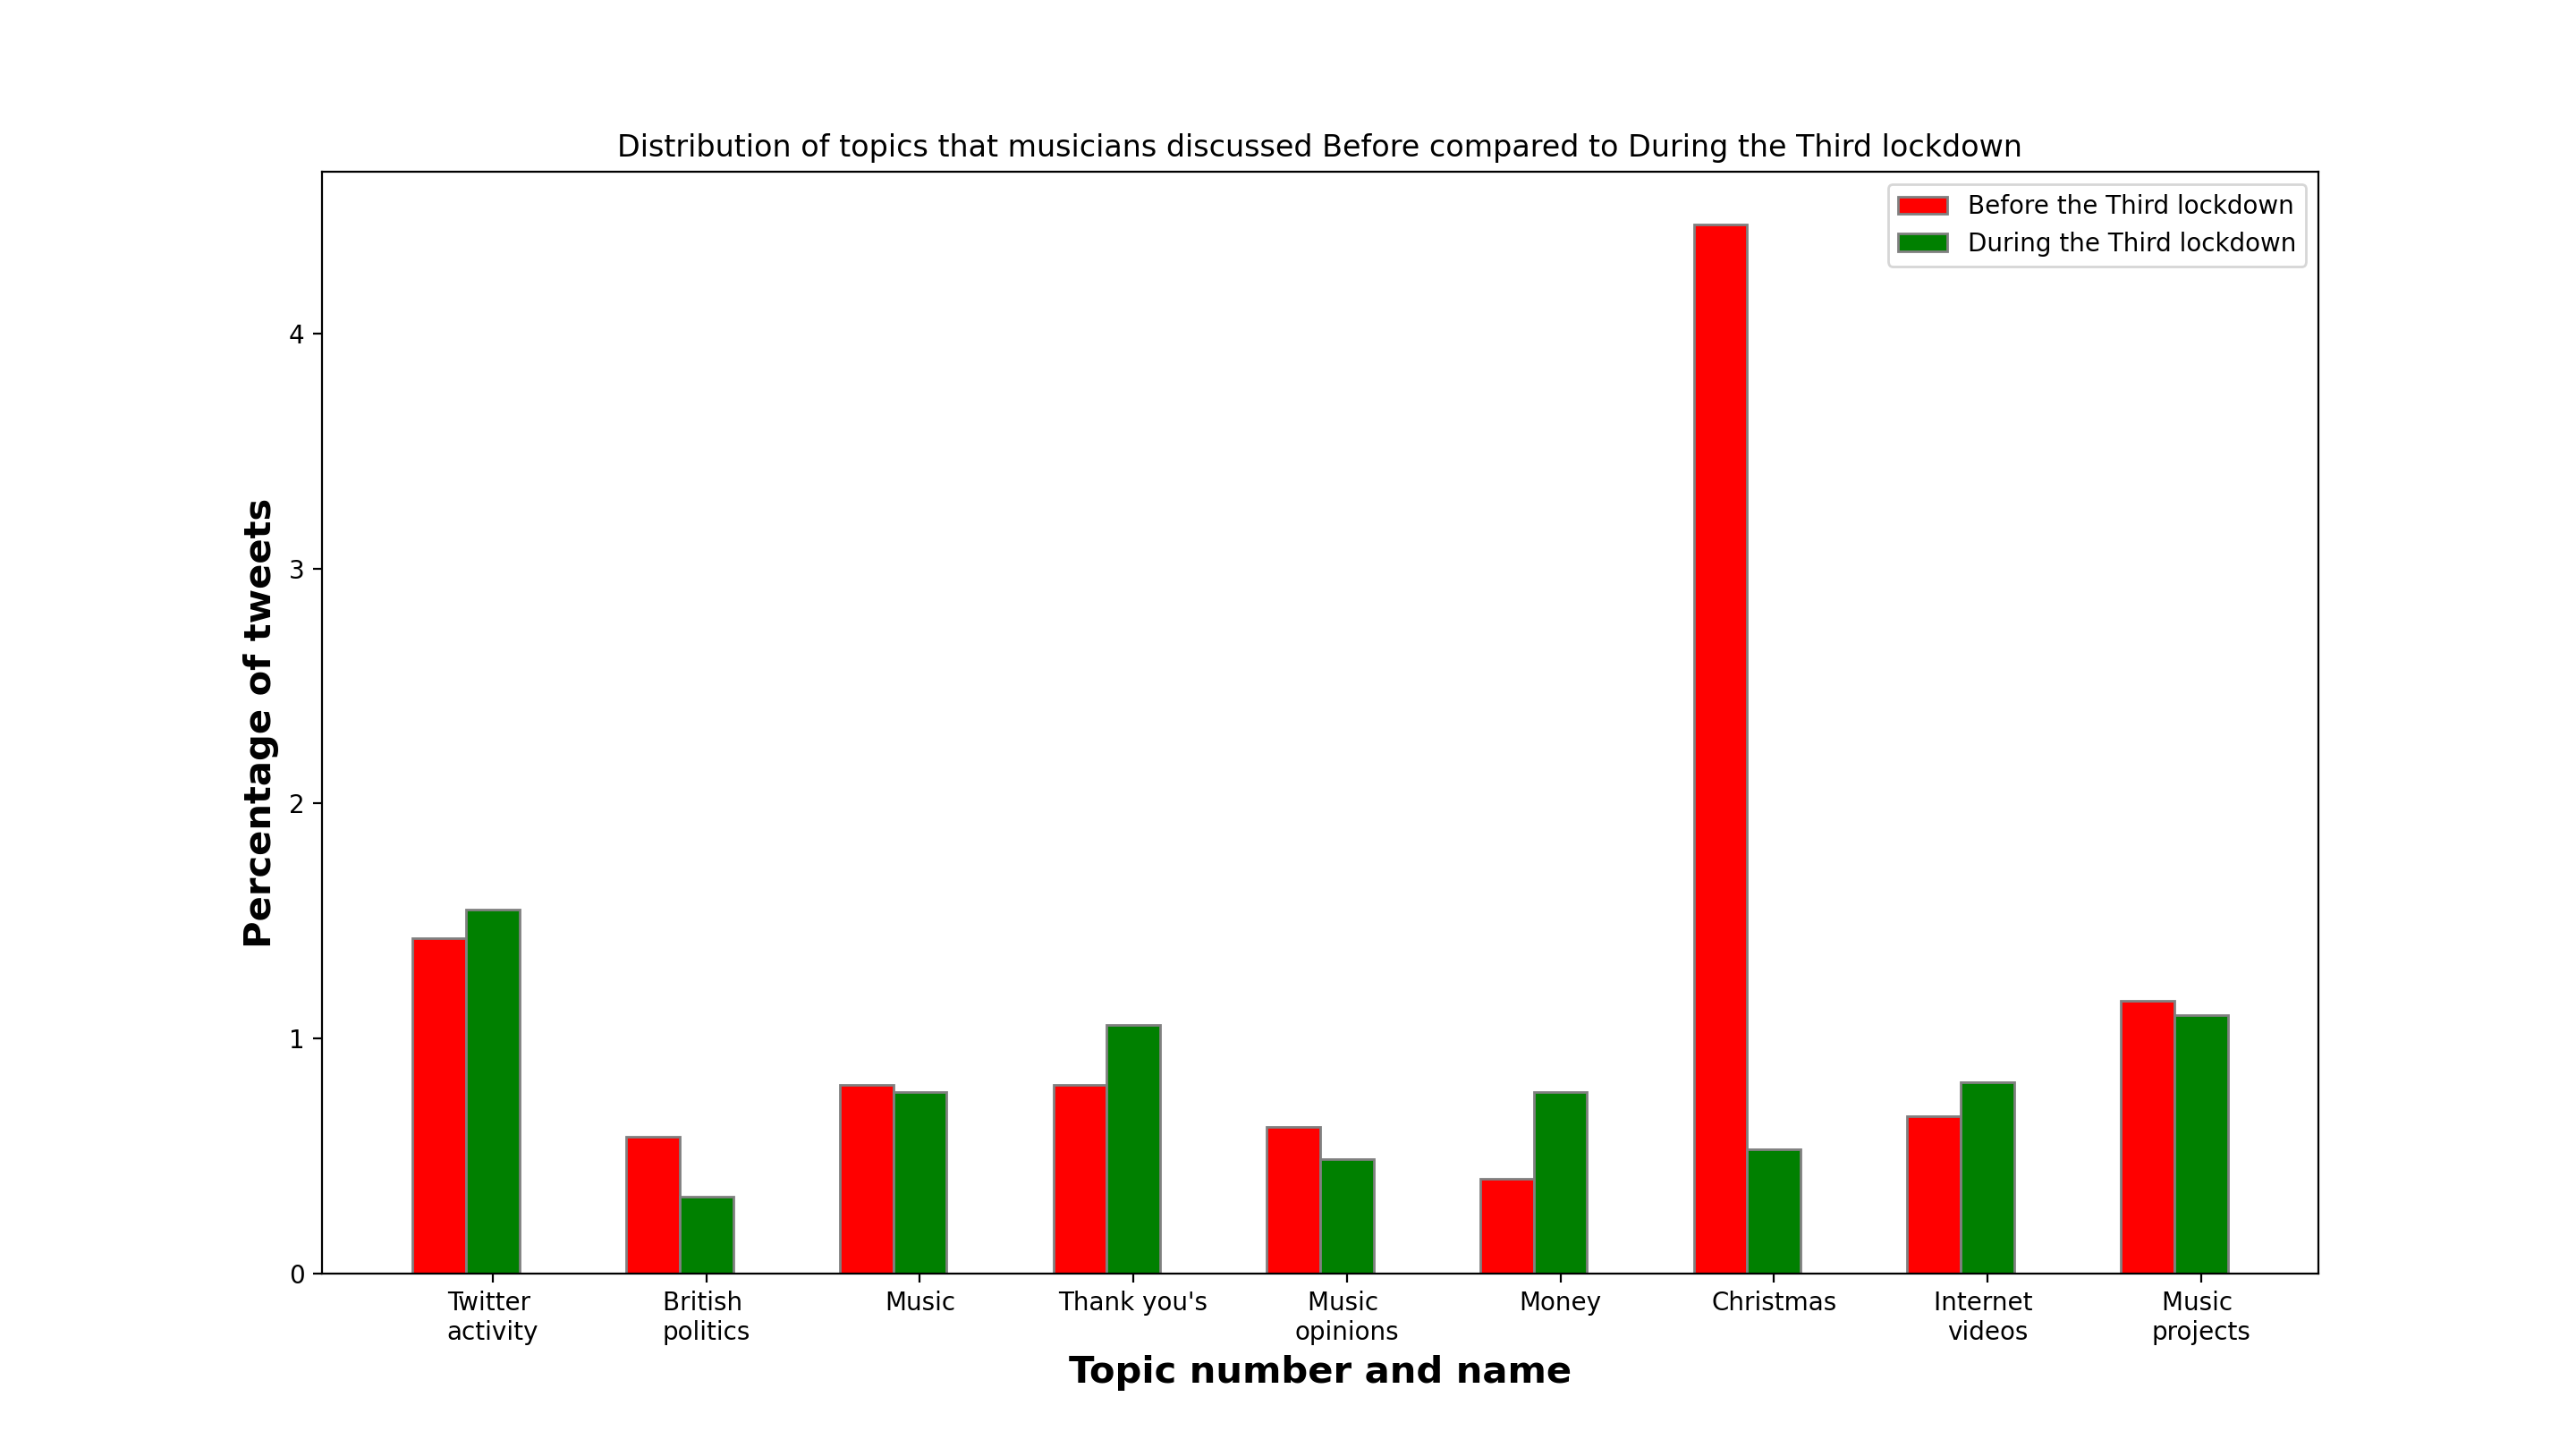 Distribution of topics that musicians discussed Before compared to During the Third lockdown
Before the Third lockdown
During the Third lockdown
Percentage of tweets
4
3
2
1
0
Twitter
activity
British
politics
Music
Thank you's
Music
opinions
Money
Christmas
Internet
videos
Music
projects
Topic number and name